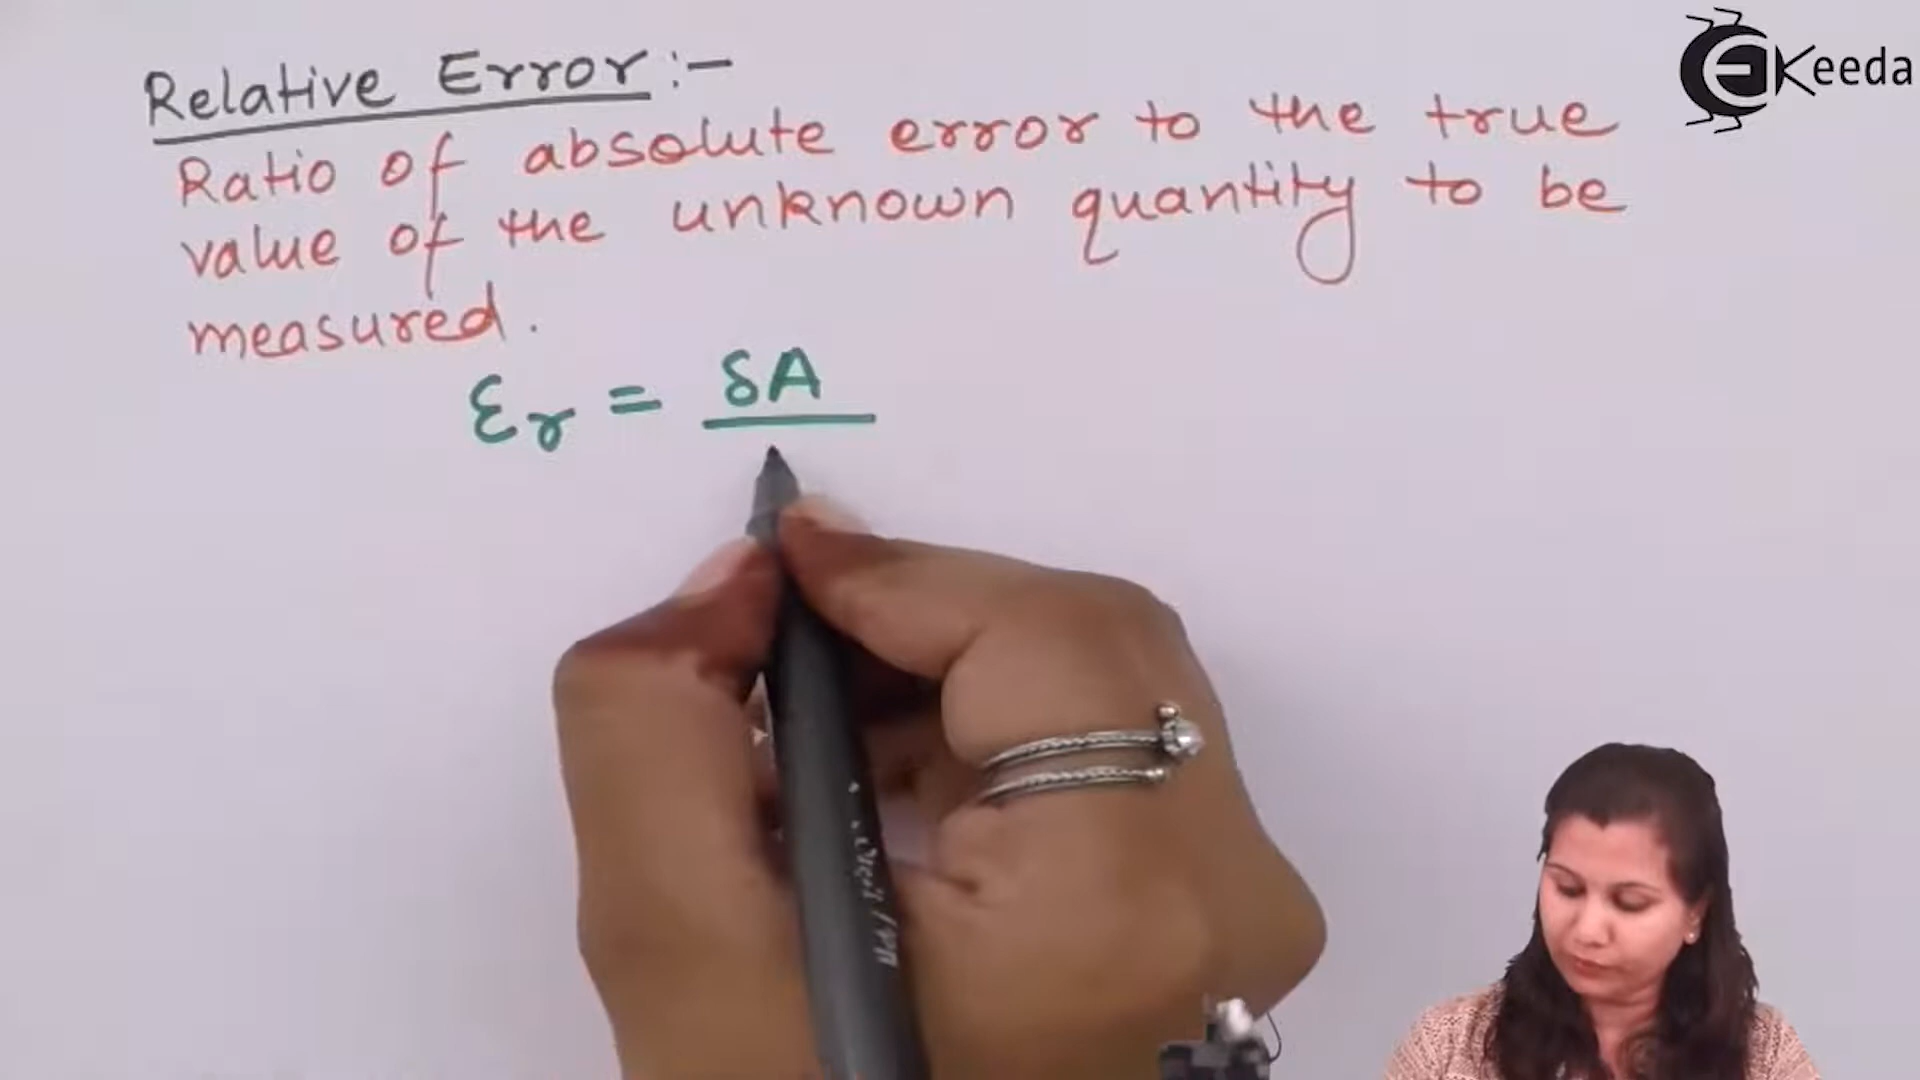 Relative Error:-
Ratio of absolute error to the true
value of the unknown quantity to be
measured.
εr = δA
EKeeda